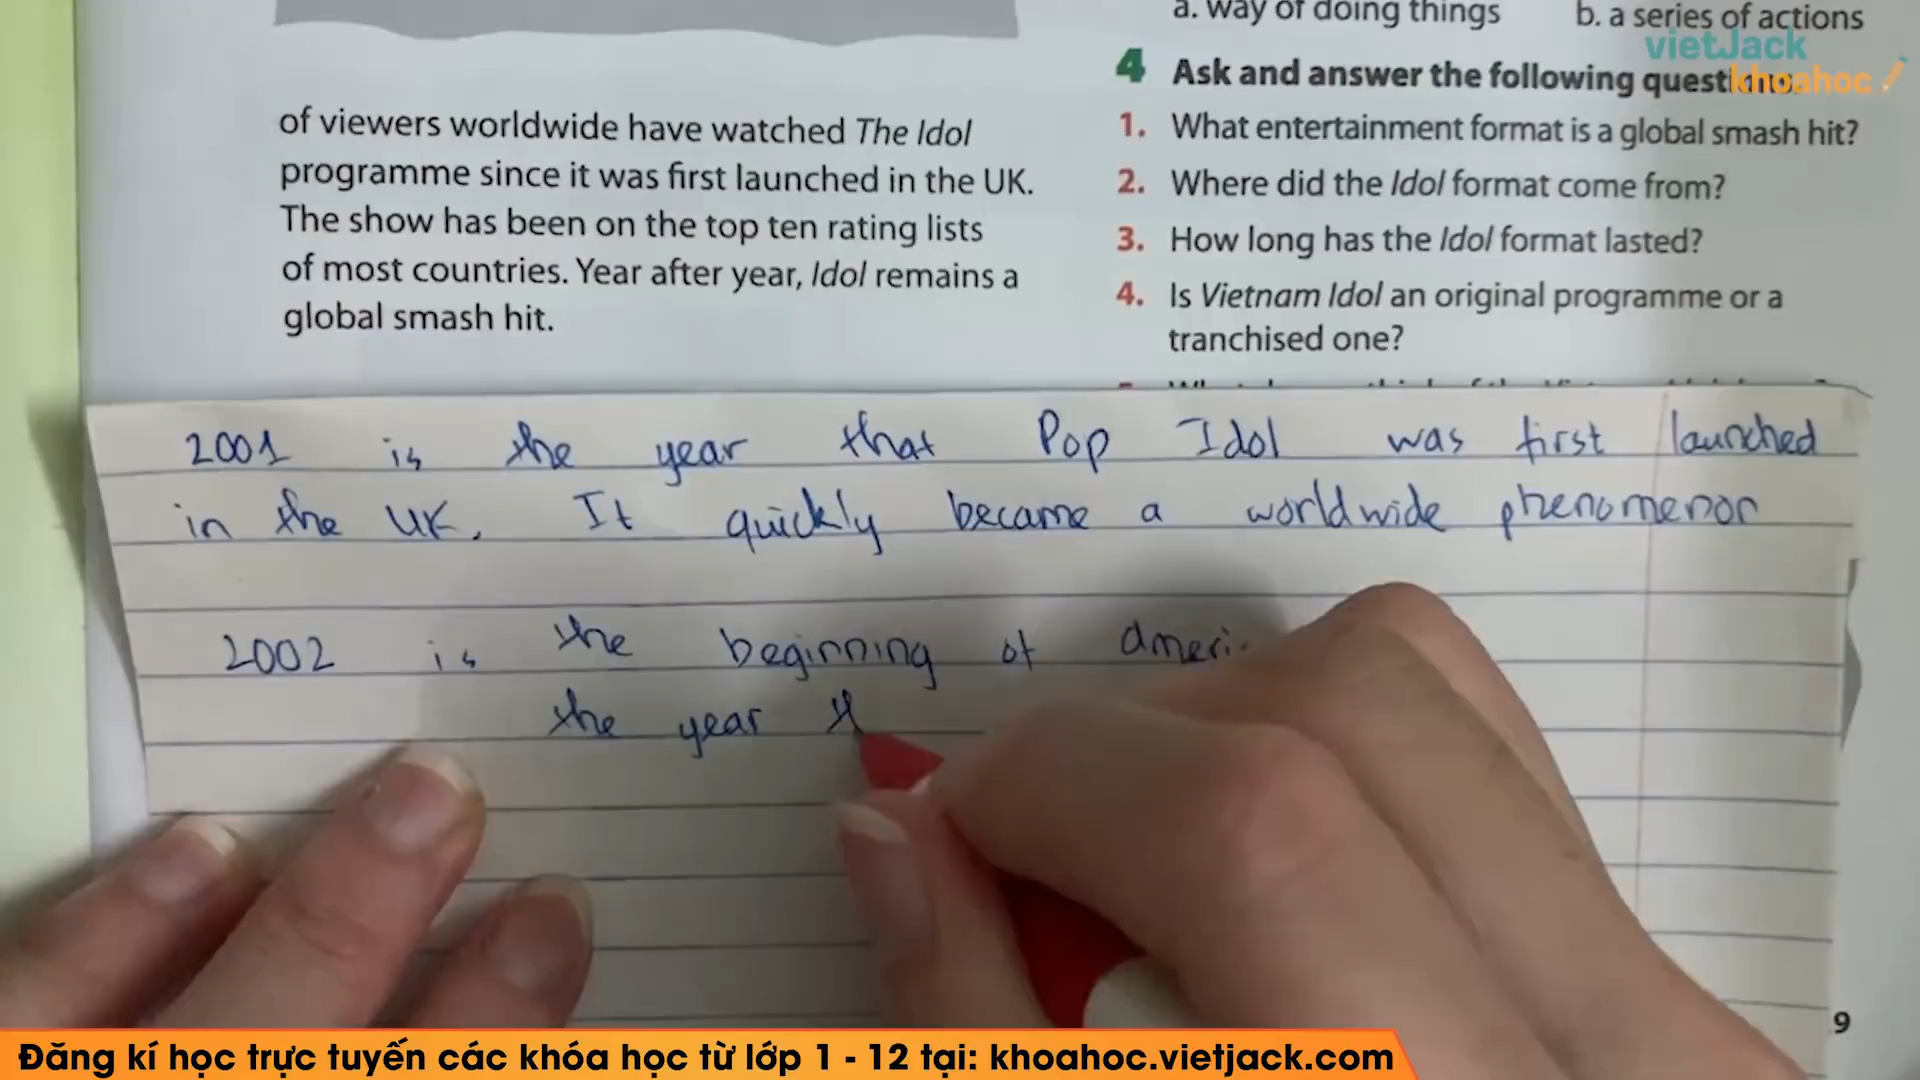 a. way of doing things b. a series of actions
vietJack
khoahoc
4 Ask and answer the following
1. What entertainment format is a global smash hit?
2. Where did the Idol format come from?
3. How long has the Idol format lasted?
4. Is Vietnam Idol an original programme or a
tranchised one?
of viewers worldwide have watched The Idol
programme since it was first launched in the UK.
The show has been on the top ten rating lists
of most countries. Year after year, Idol remains a
global smash hit.
2001 is the year that Pop Idol was first launched
in the UK. It quickly became a worldwide phenomenon
2002 is the beginning of
the year
9
Đăng kí học trực tuyến các khóa học từ lớp 1 - 12 tại: khoahoc.vietjack.com